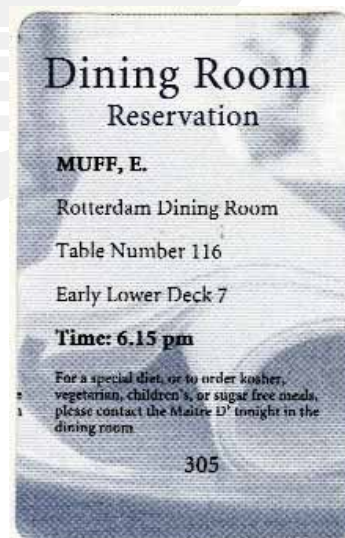 Dining Room
Reservation
MUFF, E.
Rotterdam Dining Room
Table Number 116
Early Lower Deck 7
Time: 6.15 pm
For a special diet, or to order kosher,
vegetarian, children's, or sugar free meals,
please contact the Maitre D' tonight in the
dining room
305